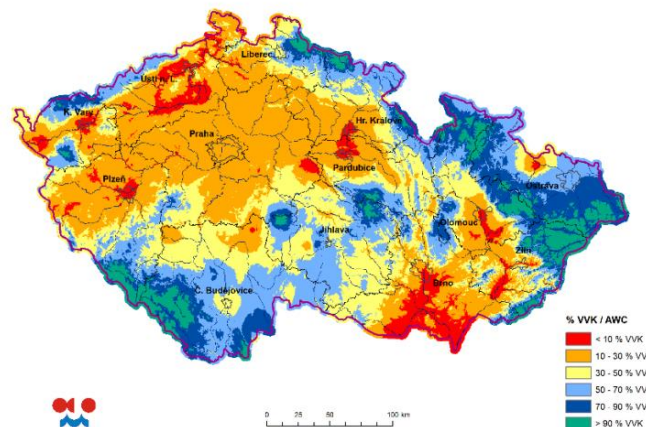 Liberec
Ústí n. L.
K. Vary
Hr. Králové
Praha
Pardubice
Plzeň
Ostrava
Olomouc
Jihlava
Zlín
Brno
Č. Budějovice
% VVK / AWC
< 10 % VVK
10 - 30 % VV
30 - 50 % VV
50 - 70 % VV
70 - 90 % VV
> 90 % VVK
0 25 50 100 km